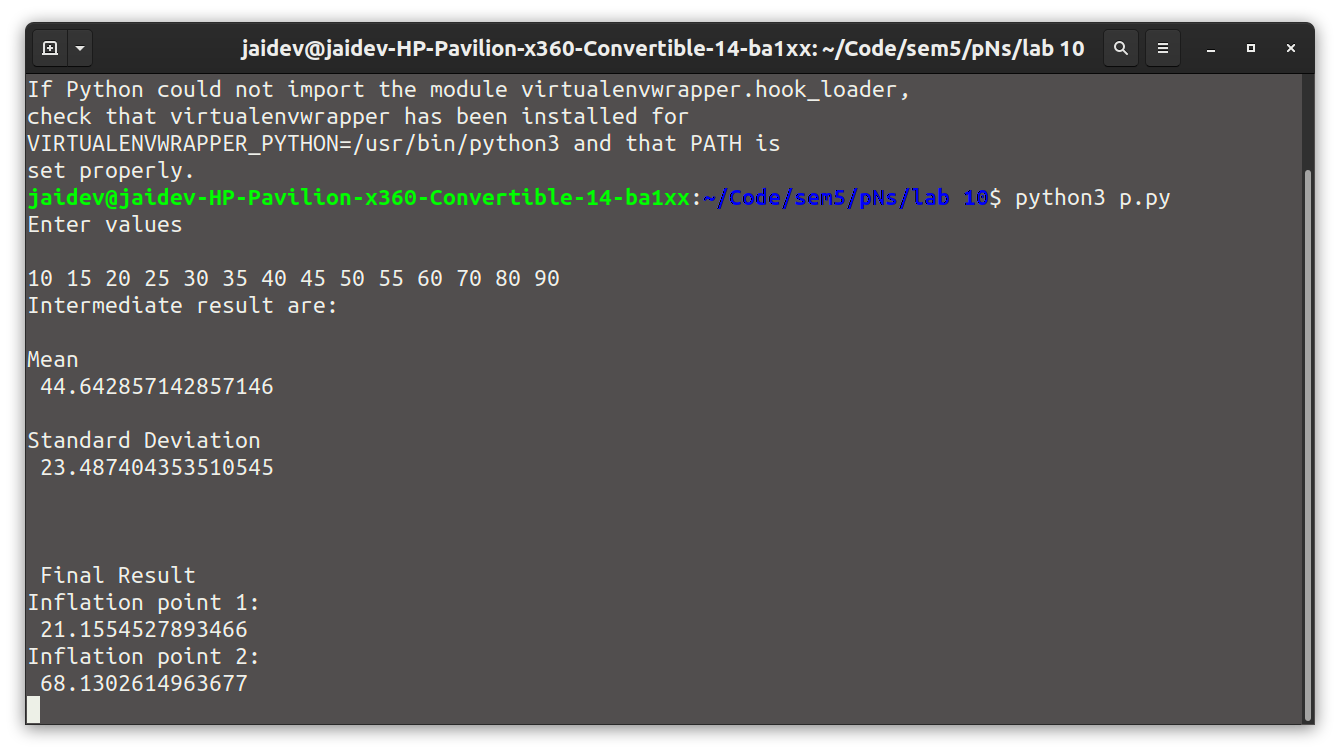 jaidev@jaidev-HP-Pavilion-x360-Convertible-14-ba1xx: ~/Code/sem5/pNs/lab 10
If Python could not import the module virtualenvwrapper.hook_loader,
check that virtualenvwrapper has been installed for
VIRTUALENVWRAPPER_PYTHON=/usr/bin/python3 and that PATH is
set properly.
jaidev@jaidev-HP-Pavilion-x360-Convertible-14-ba1xx:~/Code/sem5/pNs/lab 10$ python3 p.py
Enter values
10 15 20 25 30 35 40 45 50 55 60 70 80 90
Intermediate result are:
Mean
44.642857142857146
Standard Deviation
23.487404353510545
Final Result
Inflation point 1:
21.1554527893466
Inflation point 2:
68.1302614963677